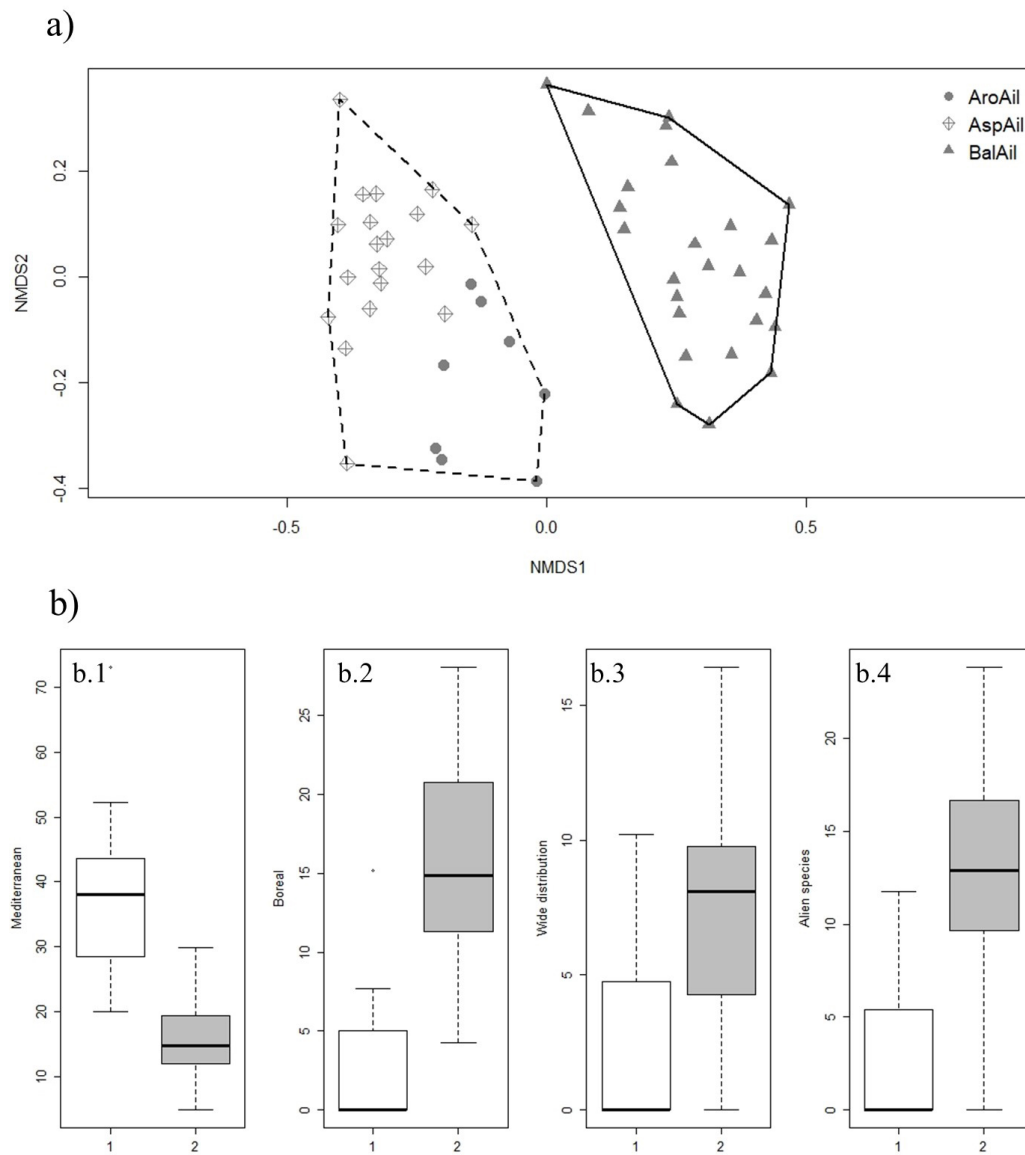 a)
AroAil
AspAil
BalAil
0.2
0.0
-0.2
-0.4
NMDS2
-0.5
0.0
0.5
NMDS1
b)
b.1
70
60
50
40
30
20
10
Mediterranean
1
2
b.2
25
20
15
10
5
0
Boreal
1
2
b.3
15
10
5
0
Wide distribution
1
2
b.4
20
15
10
5
0
Alien species
1
2